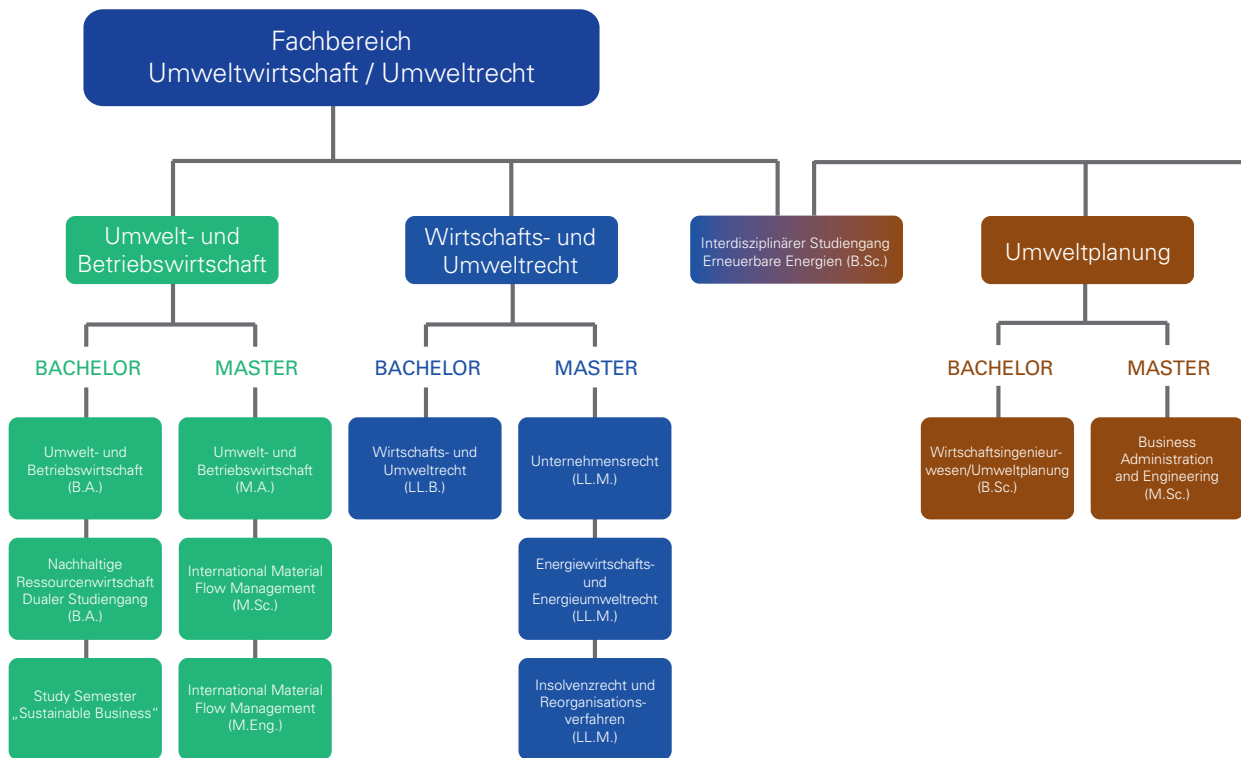 Fachbereich
Umweltwirtschaft / Umweltrecht
Umwelt- und
Betriebswirtschaft
Wirtschafts- und
Umweltrecht
Interdisziplinärer Studiengang
Erneuerbare Energien (B.Sc.)
Umweltplanung
BACHELOR
MASTER
BACHELOR
MASTER
BACHELOR
MASTER
Umwelt- und
Betriebswirtschaft
(B.A.)
Umwelt- und
Betriebswirtschaft
(M.A.)
Wirtschafts- und
Umweltrecht
(LL.B.)
Unternehmensrecht
(LL.M.)
Wirtschaftsingenieur-
wesen/Umweltplanung
(B.Sc.)
Business
Administration
and Engineering
(M.Sc.)
Nachhaltige
Ressourcenwirtschaft
Dualer Studiengang
(B.A.)
International Material
Flow Management
(M.Sc.)
Energiewirtschafts-
und
Energieumweltrecht
(LL.M.)
Study Semester
„Sustainable Business“
International Material
Flow Management
(M.Eng.)
Insolvenzrecht und
Reorganisations-
verfahren
(LL.M.)